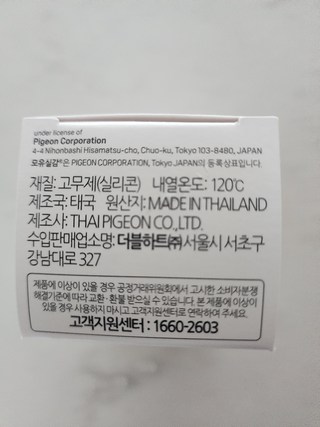 under license of
Pigeon Corporation
4-4 Nihonbashi Hisamatsu-cho, Chuo-ku, Tokyo 103-8480, JAPAN
모유실감®은 PIGEON CORPORATION, Tokyo JAPAN의 등록상표입니다.
재질: 고무제(실리콘) 내열온도: 120℃
제조국: 태국 원산지: MADE IN THAILAND
제조사: THAI PIGEON CO.,LTD.
수입판매업소명: 더블하트㈜ 서울시 서초구
강남대로 327
제품에 이상이 있을 경우 공정거래위원회에서 고시한 소비자분쟁
해결기준에 따라 교환·환불 받으실 수 있습니다. 본 제품에 이상이
있을 경우 사용하지 마시고 고객지원센터로 연락하여 주세요.
고객지원센터 : 1660-2603